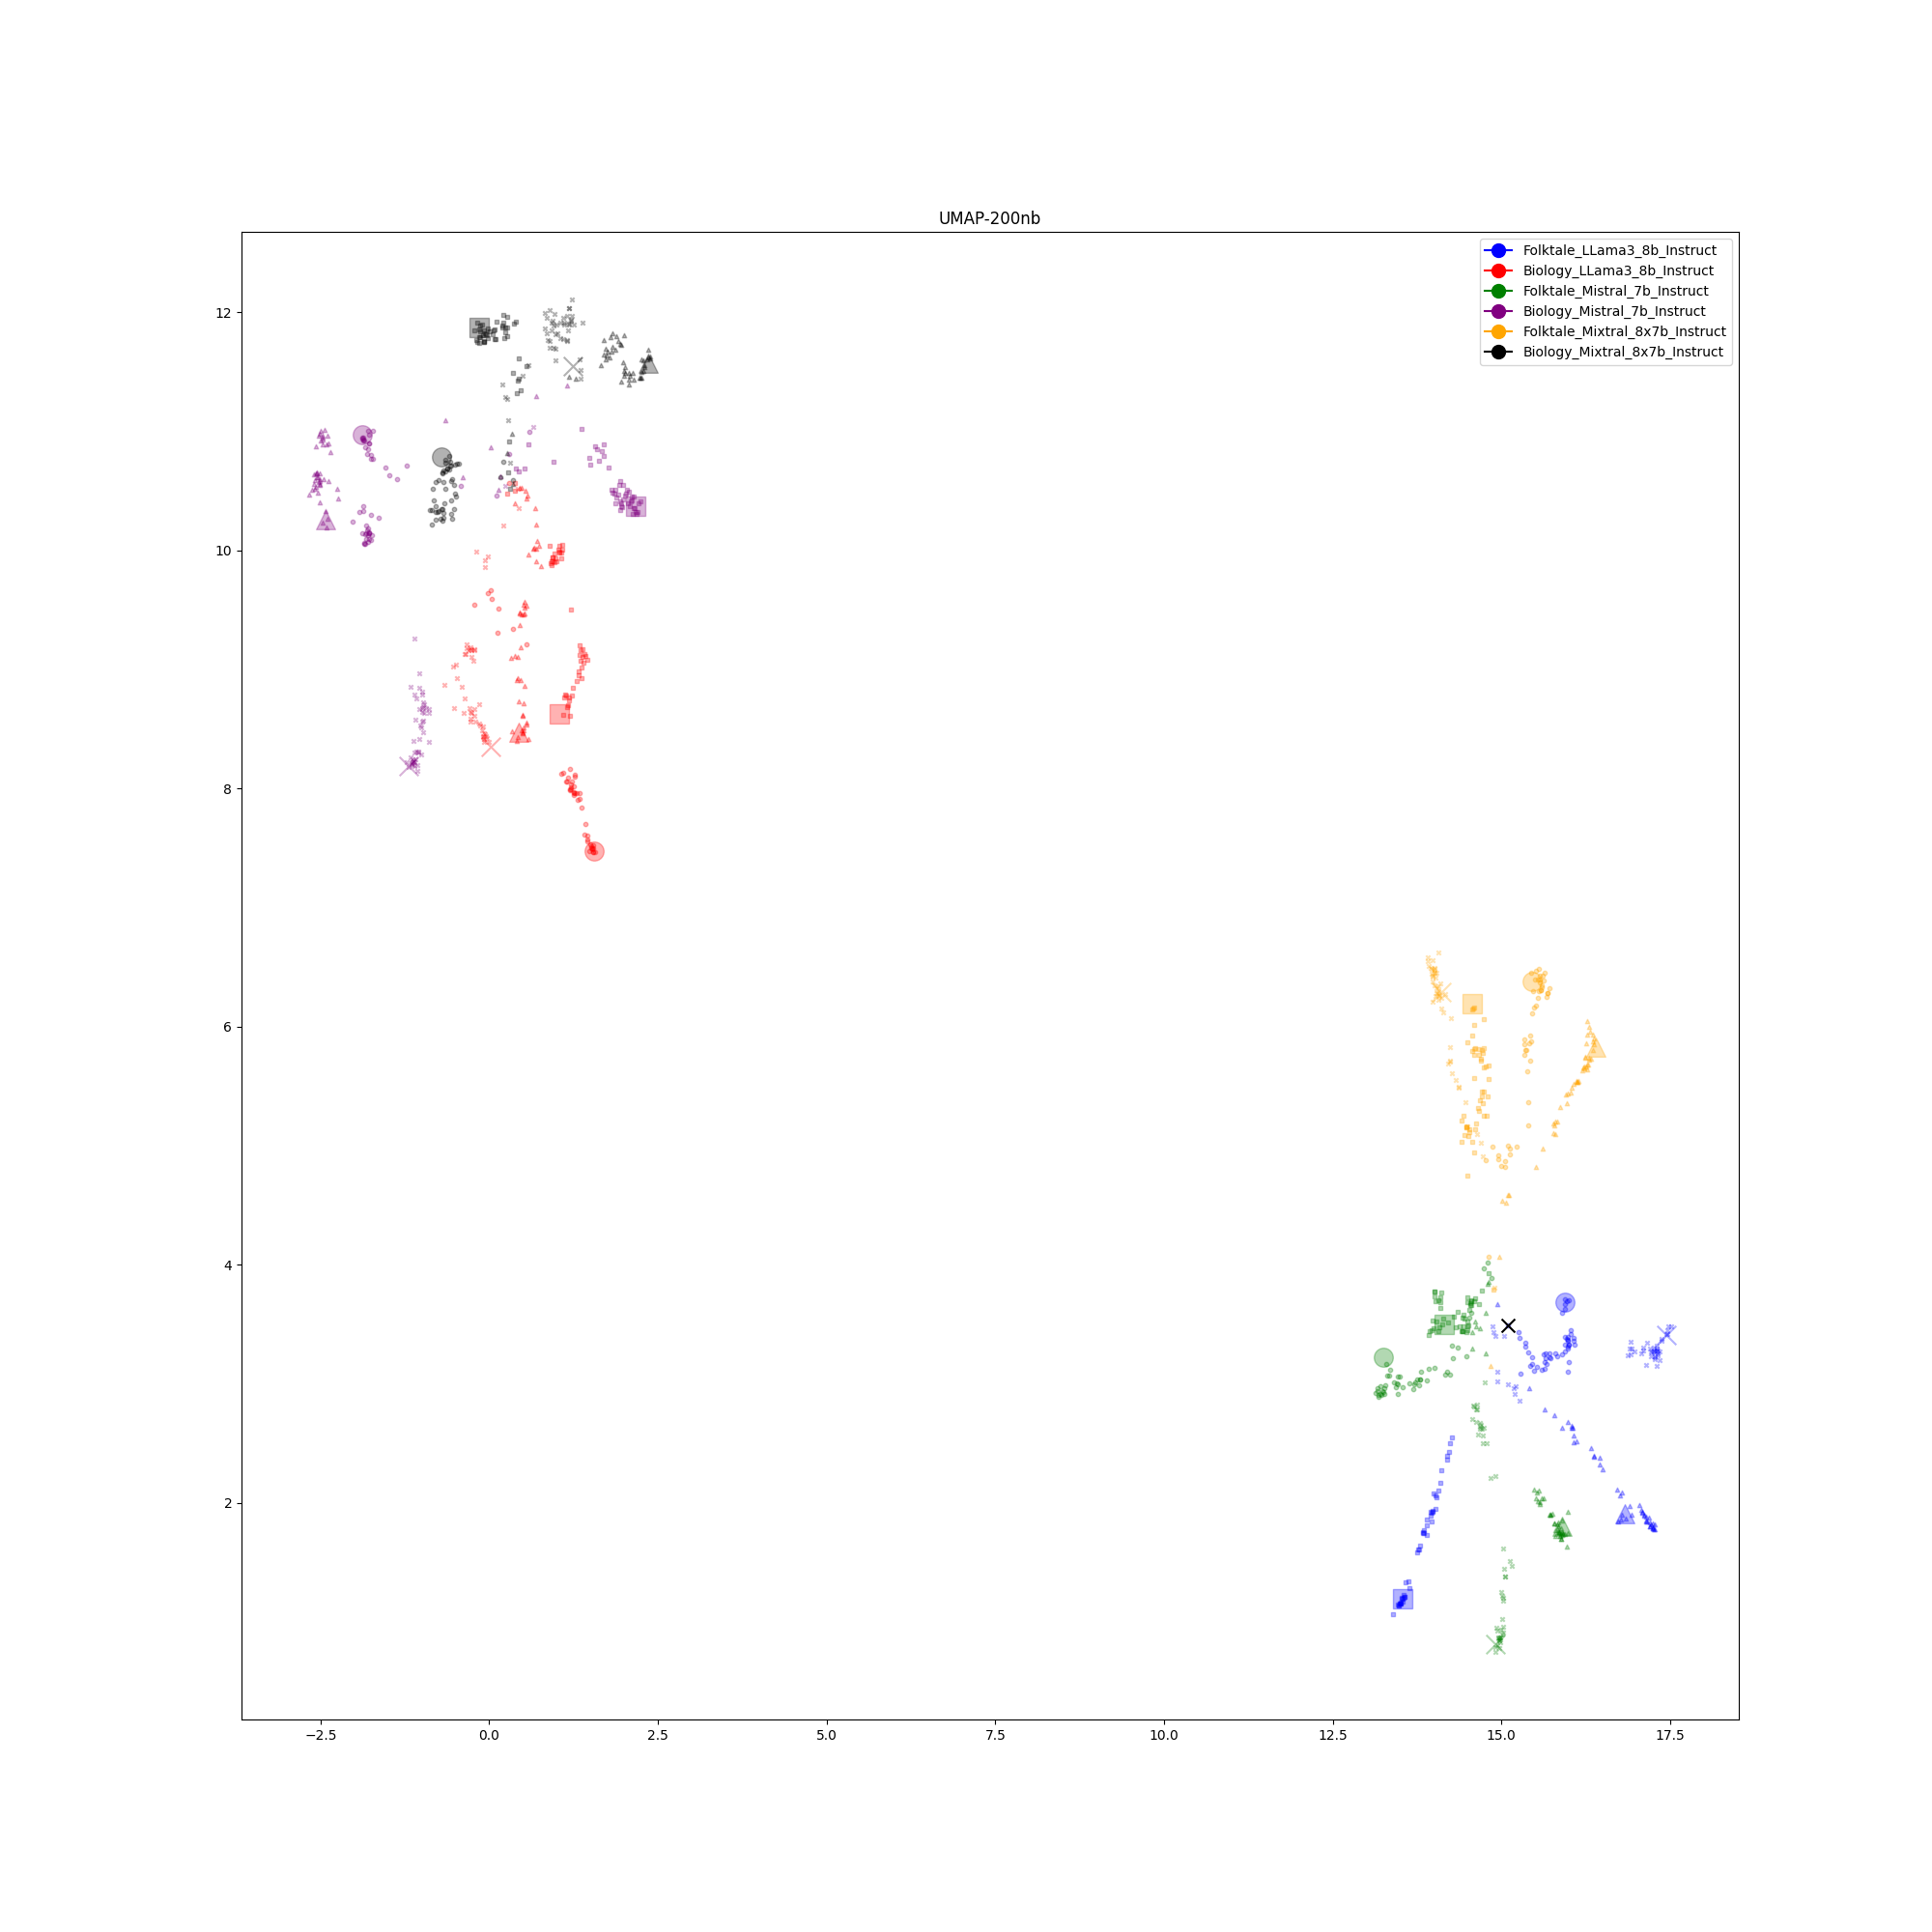 UMAP-200nb
Folktale_LLama3_8b_Instruct
Biology_LLama3_8b_Instruct
Folktale_Mistral_7b_Instruct
Biology_Mistral_7b_Instruct
Folktale_Mixtral_8x7b_Instruct
Biology_Mixtral_8x7b_Instruct
12
10
8
6
4
2
−2.5 0.0 2.5 5.0 7.5 10.0 12.5 15.0 17.5